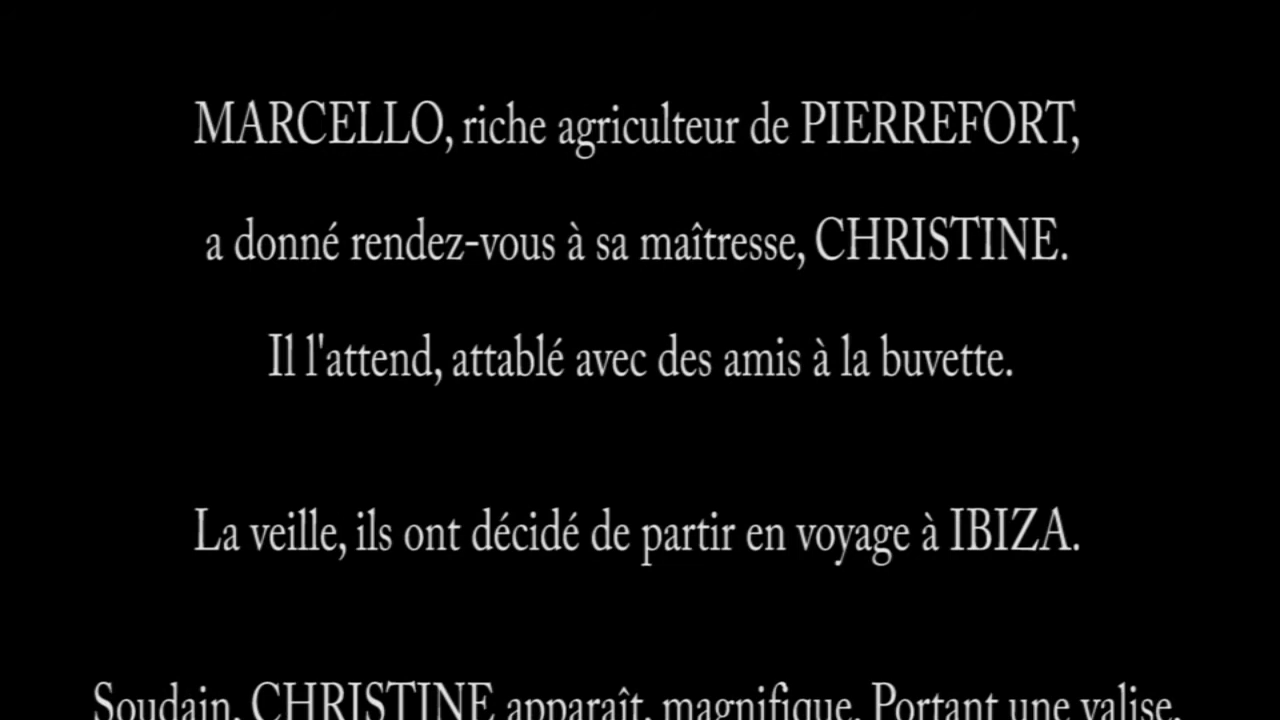 MARCELLO, riche agriculteur de PIERREFORT,
a donné rendez-vous à sa maîtresse, CHRISTINE.
Il l'attend, attablé avec des amis à la buvette.
La veille, ils ont décidé de partir en voyage à IBIZA.
Soudain, CHRISTINE apparaît, magnifique. Portant une valise,